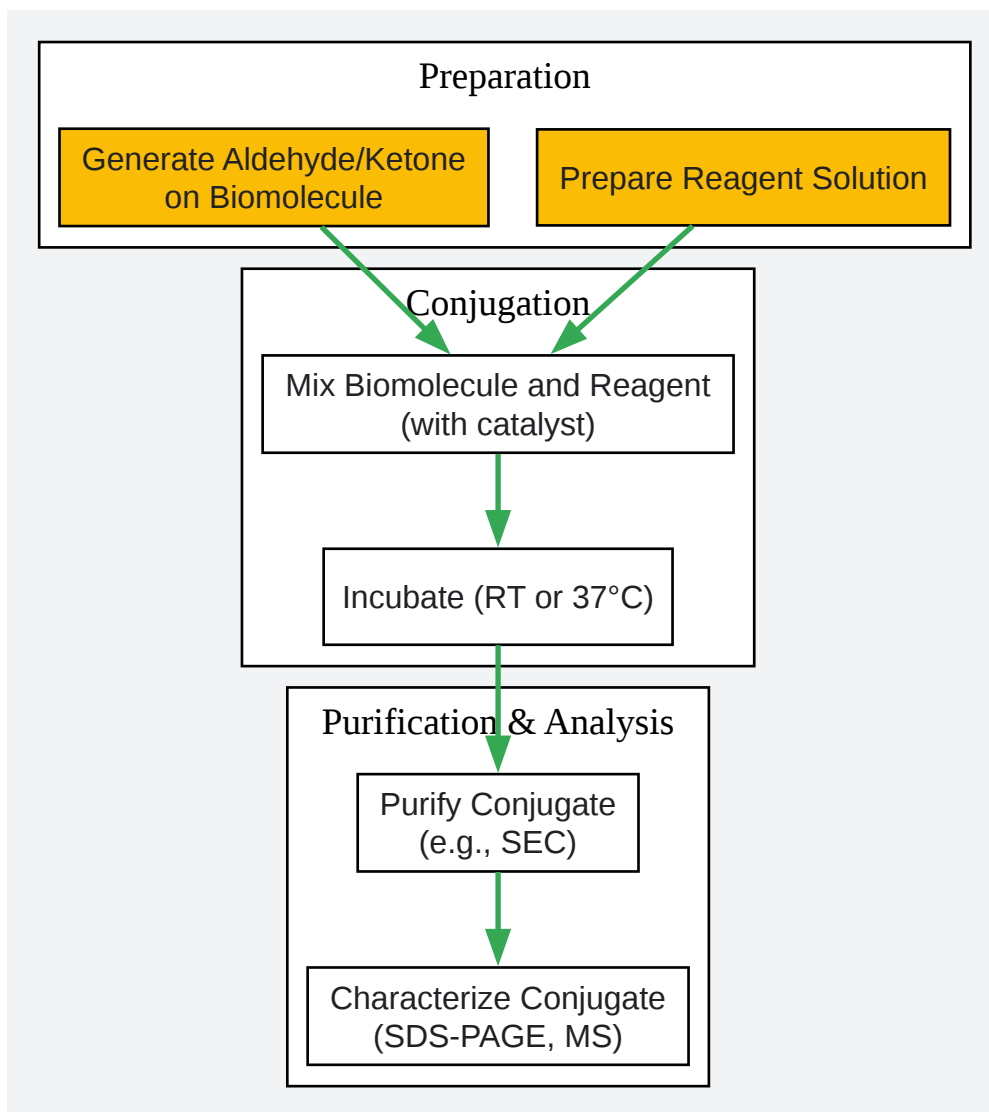 Preparation
Generate Aldehyde/Ketone
on Biomolecule
Prepare Reagent Solution
Conjugation
Mix Biomolecule and Reagent
(with catalyst)
Incubate (RT or 37°C)
Purification & Analysis
Purify Conjugate
(e.g., SEC)
Characterize Conjugate
(SDS-PAGE, MS)